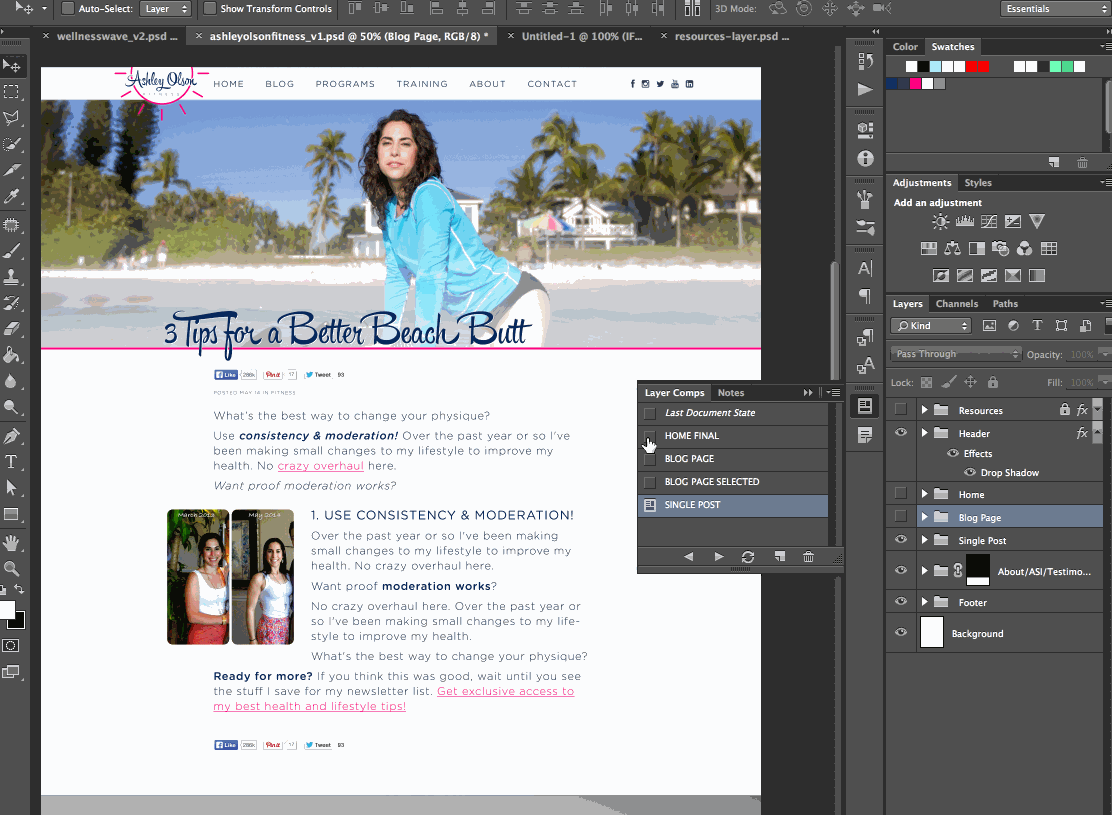 Auto-Select: Layer Show Transform Controls 3D Mode: Essentials
wellnesswave_v2.psd ... ashleyolsonfitness_v1.psd @ 50% (Blog Page, RGB/8) * Untitled-1 @ 100% (IF... resources-layer.psd ...
Ashley Olson
FITNESS
HOME BLOG PROGRAMS TRAINING ABOUT CONTACT
3 Tips for a Better Beach Butt
Like 286k Pinit 17 Tweet 93
POSTED MAY 14 IN FITNESS
What's the best way to change your physique?
Use consistency & moderation! Over the past year or so I've
been making small changes to my lifestyle to improve my
health. No crazy overhaul here.
Want proof moderation works?
March 2013 May 2014
1. USE CONSISTENCY & MODERATION!
Over the past year or so I've been making
small changes to my lifestyle to improve my
health. No crazy overhaul here.
Want proof moderation works?
No crazy overhaul here. Over the past year or
so I've been making small changes to my life-
style to improve my health.
What's the best way to change your physique?
Ready for more? If you think this was good, wait until you see
the stuff I save for my newsletter list. Get exclusive access to
my best health and lifestyle tips!
Like 286k Pinit 17 Tweet 93
Layer Comps Notes
Last Document State
HOME FINAL
BLOG PAGE
BLOG PAGE SELECTED
SINGLE POST
Color Swatches
Adjustments Styles
Add an adjustment
Layers Channels Paths
Kind
Pass Through Opacity: 100%
Lock: Fill: 100%
Resources fx
Header fx
Effects
Drop Shadow
Home
Blog Page
Single Post
About/ASI/Testimo...
Footer
Background